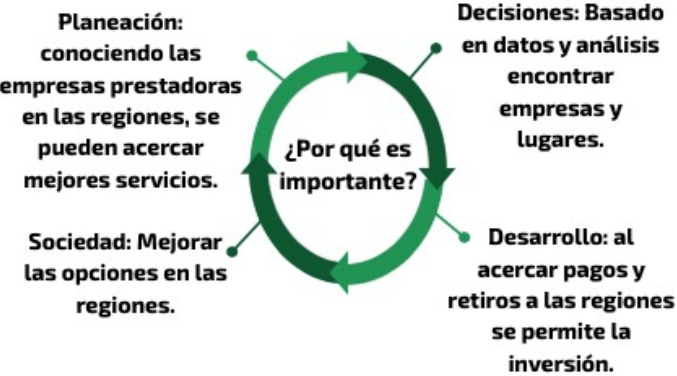 Planeación:
conociendo las
empresas prestadoras
en las regiones, se
pueden acercar
mejores servicios.
Decisiones: Basado
en datos y análisis
encontrar
empresas y
lugares.
¿Por qué es
importante?
Sociedad: Mejorar
las opciones en las
regiones.
Desarrollo: al
acercar pagos y
retiros a las regiones
se permite la
inversión.